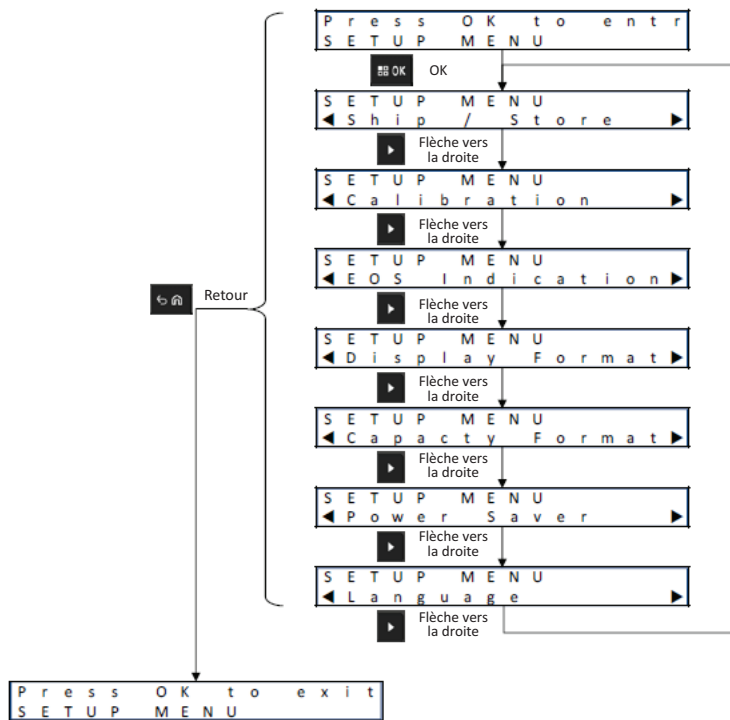 Press OK to entr
SETUP MENU
OK OK
SETUP MENU
◀Ship / Store ▶
Flèche vers
la droite
SETUP MENU
◀Calibration ▶
Flèche vers
la droite
SETUP MENU
◀EOS Indication▶
Flèche vers
la droite
Retour
SETUP MENU
◀Display Format▶
Flèche vers
la droite
SETUP MENU
◀Capacty Format▶
Flèche vers
la droite
SETUP MENU
◀Power Saver ▶
Flèche vers
la droite
SETUP MENU
◀Language ▶
Flèche vers
la droite
Press OK to exit
SETUP MENU